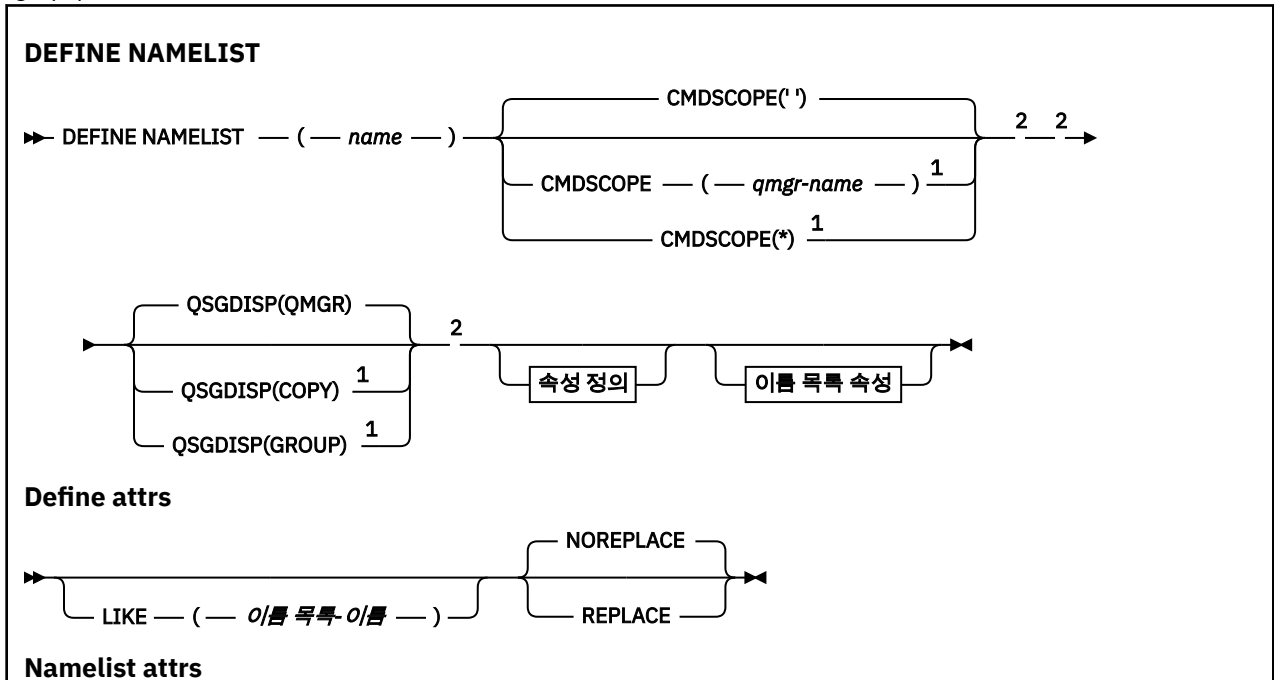 DEFINE NAMELIST
CMDSCOPE(' ')
DEFINE NAMELIST ( name ) 2 2
CMDSCOPE ( qmgr-name ) 1
CMDSCOPE(*) 1
QSGDISP(QMGR)
2
QSGDISP(COPY) 1 속성 정의 이름 목록 속성
QSGDISP(GROUP) 1
Define attrs
NOREPLACE
LIKE ( 이름 목록-이름 ) REPLACE
Namelist attrs